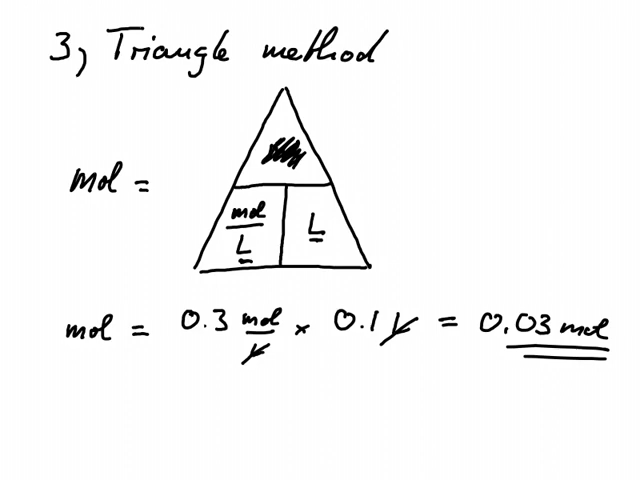 3, Triangle method
mol =
mol
L
L
mol = 0.3 mol/L × 0.1 L = 0.03 mol